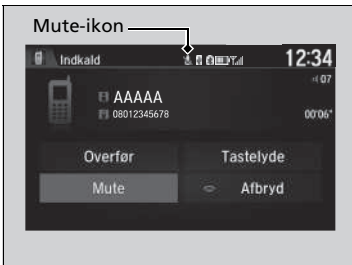 Mute-ikon
Indkald 12:34
07
AAAAA
08012345678 00'06"
Overfør Tastelyde
Mute Afbryd